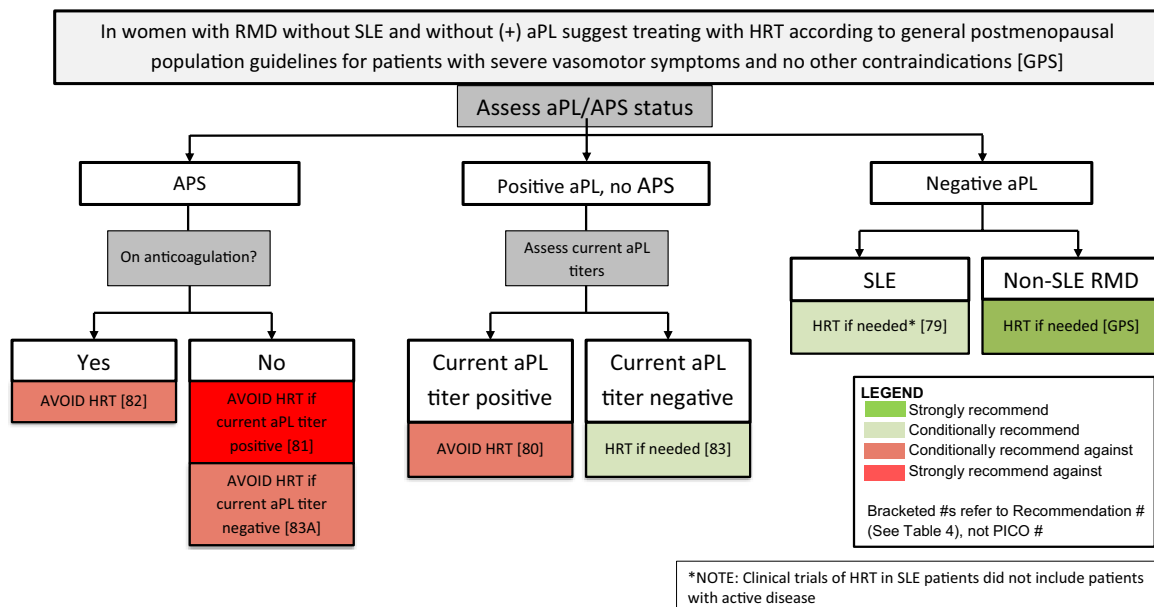 In women with RMD without SLE and without (+) aPL suggest treating with HRT according to general postmenopausal
population guidelines for patients with severe vasomotor symptoms and no other contraindications [GPS]
Assess aPL/APS status
APS
Positive aPL, no APS
Negative aPL
On anticoagulation?
Assess current aPL
titers
SLE
Non-SLE RMD
HRT if needed* [79]
HRT if needed [GPS]
Yes
No
Current aPL
titer positive
Current aPL
titer negative
AVOID HRT [82]
AVOID HRT if
current aPL titer
positive [81]
AVOID HRT if
current aPL titer
negative [83A]
AVOID HRT [80]
HRT if needed [83]
LEGEND
Strongly recommend
Conditionally recommend
Conditionally recommend against
Strongly recommend against
Bracketed #s refer to Recommendation #
(See Table 4), not PICO #
*NOTE: Clinical trials of HRT in SLE patients did not include patients
with active disease